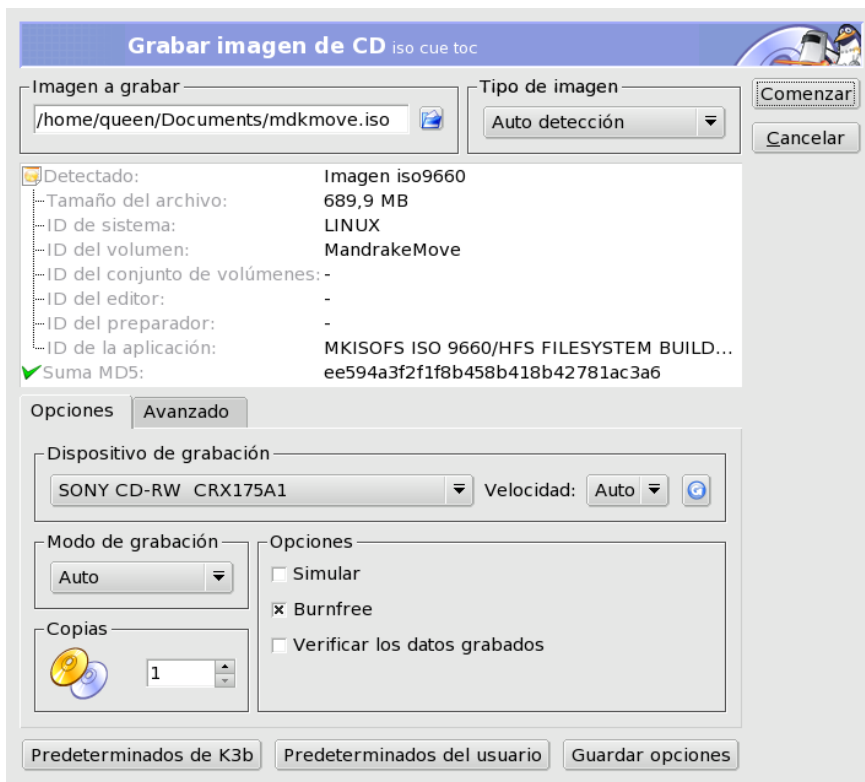 Grabar imagen de CD iso cue toc
Imagen a grabar
/home/queen/Documents/mdkmove.iso
Tipo de imagen
Auto detección
Comenzar
Cancelar
Detectado: Imagen iso9660
Tamaño del archivo: 689,9 MB
ID de sistema: LINUX
ID del volumen: MandrakeMove
ID del conjunto de volúmenes: -
ID del editor: -
ID del preparador: -
ID de la aplicación: MKISOFS ISO 9660/HFS FILESYSTEM BUILD...
Suma MD5: ee594a3f2f1f8b458b418b42781ac3a6
Opciones Avanzado
Dispositivo de grabación
SONY CD-RW CRX175A1 Velocidad: Auto
Modo de grabación
Auto
Copias
1
Opciones
Simular
Burnfree
Verificar los datos grabados
Predeterminados de K3b Predeterminados del usuario Guardar opciones